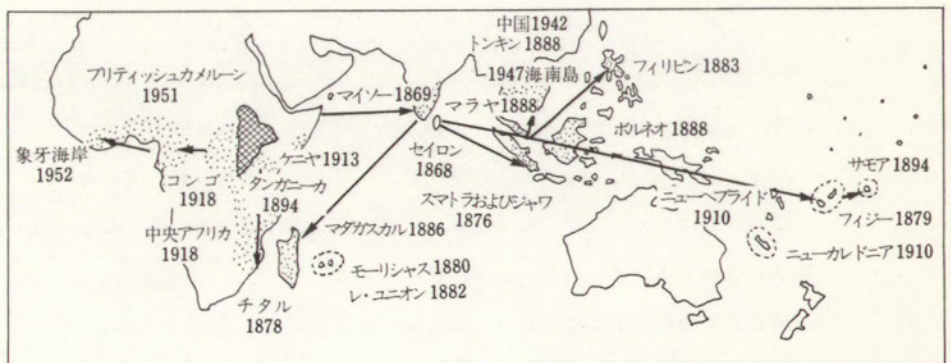 中国1942
トンキン1888
1947海南島
フィリピン1883
ブリティッシュカメルーン
1951
マイソー1869
マラヤ1888
ボルネオ1888
象牙海岸
1952
ケニヤ1913
セイロン
1868
サモア1894
コンゴ
1918
タンガニーカ
1894
スマトラおよびジャワ
1876
ニューヘブライド
1910
フィジー1879
中央アフリカ
1918
マダガスカル1886
ニューカレドニア1910
モーリシャス1880
レ・ユニオン1882
チタル
1878